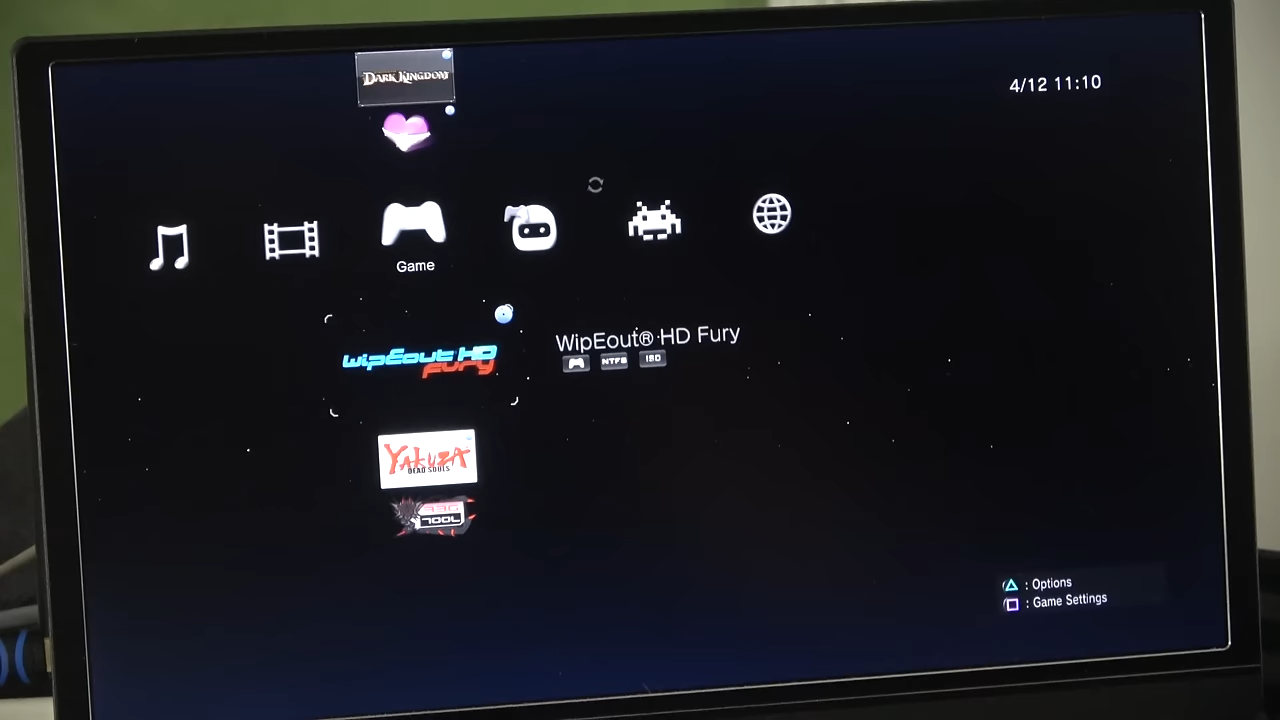 DARK KINGDOM
4/12 11:10
Game
wipEout HD
fury
WipEout® HD Fury
NTFS ISO
YAKUZA
DEAD SOULS
TOOL
: Options
: Game Settings